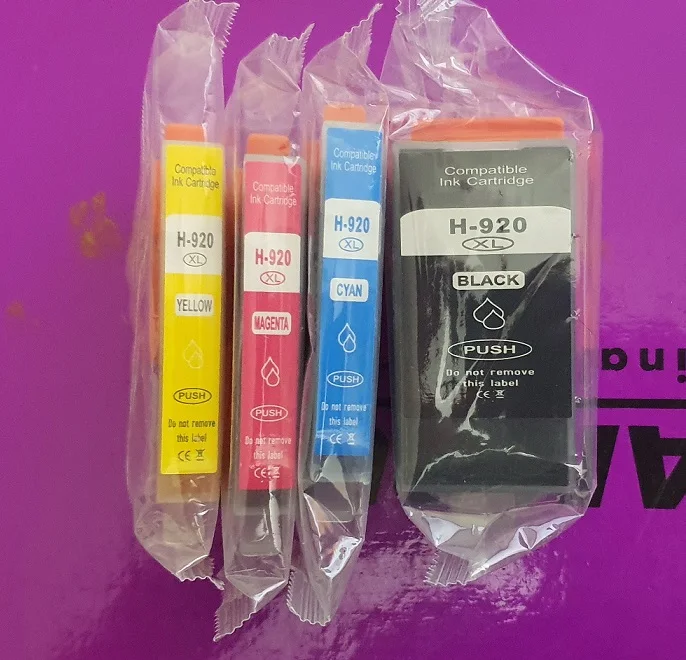 Compatible
Ink Cartridge
H-920
XL
YELLOW
PUSH
Do not remove
this label
CE
Compatible
Ink Cartridge
H-920
XL
MAGENTA
PUSH
Do not remove
this label
CE
Compatible
Ink Cartridge
H-920
XL
CYAN
PUSH
Do not remove
this label
CE
Compatible
Ink Cartridge
H-920
XL
BLACK
PUSH
Do not remove
this label
CE